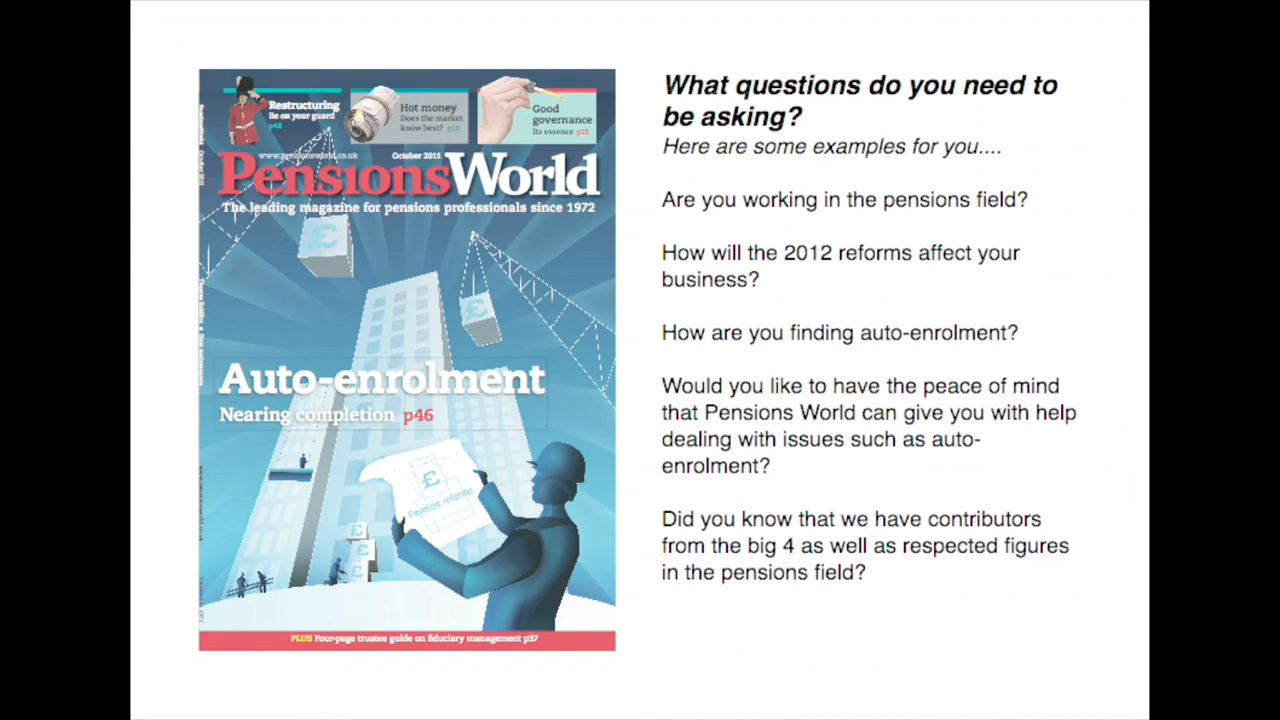 Restructuring
Be on your guard
p48
Hot money
Does the market
know best? p12
Good
governance
Its essence p21
www.pensionsworld.co.uk
October 2011
PensionsWorld
The leading magazine for pensions professionals since 1972
£
£
Auto-enrolment
Nearing completion p46
£
Pension reforms
£
£
£
PLUS Four-page trustee guide on fiduciary management p37
What questions do you need to
be asking?
Here are some examples for you....
Are you working in the pensions field?
How will the 2012 reforms affect your
business?
How are you finding auto-enrolment?
Would you like to have the peace of mind
that Pensions World can give you with help
dealing with issues such as auto-
enrolment?
Did you know that we have contributors
from the big 4 as well as respected figures
in the pensions field?